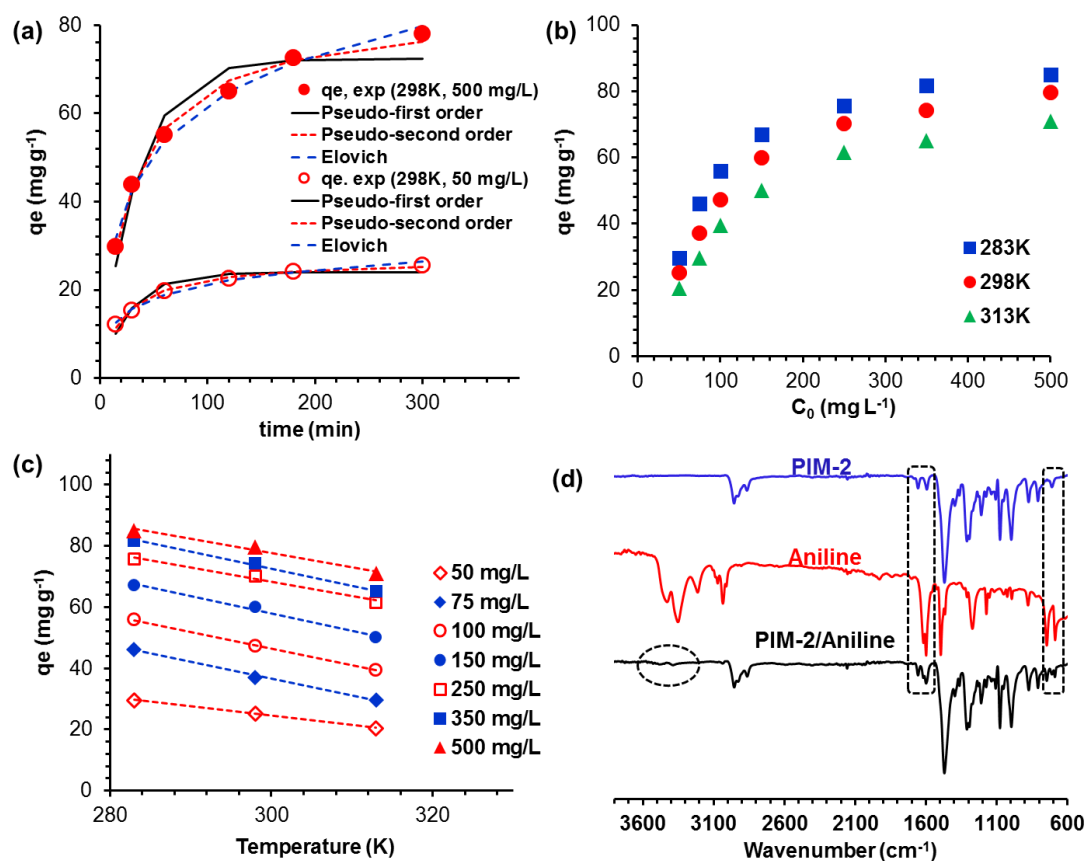 (a)
80
60
40
20
0
qe (mg g⁻¹)
qe, exp (298K, 500 mg/L)
Pseudo-first order
Pseudo-second order
Elovich
qe. exp (298K, 50 mg/L)
Pseudo-first order
Pseudo-second order
Elovich
0 100 200 300
time (min)
(b)
100
80
60
40
20
0
qe (mg g⁻¹)
283K
298K
313K
0 100 200 300 400 500
C₀ (mg L⁻¹)
(c)
100
80
60
40
20
0
qe (mg g⁻¹)
50 mg/L
75 mg/L
100 mg/L
150 mg/L
250 mg/L
350 mg/L
500 mg/L
280 300 320
Temperature (K)
(d)
PIM-2
Aniline
PIM-2/Aniline
3600 3100 2600 2100 1600 1100 600
Wavenumber (cm⁻¹)